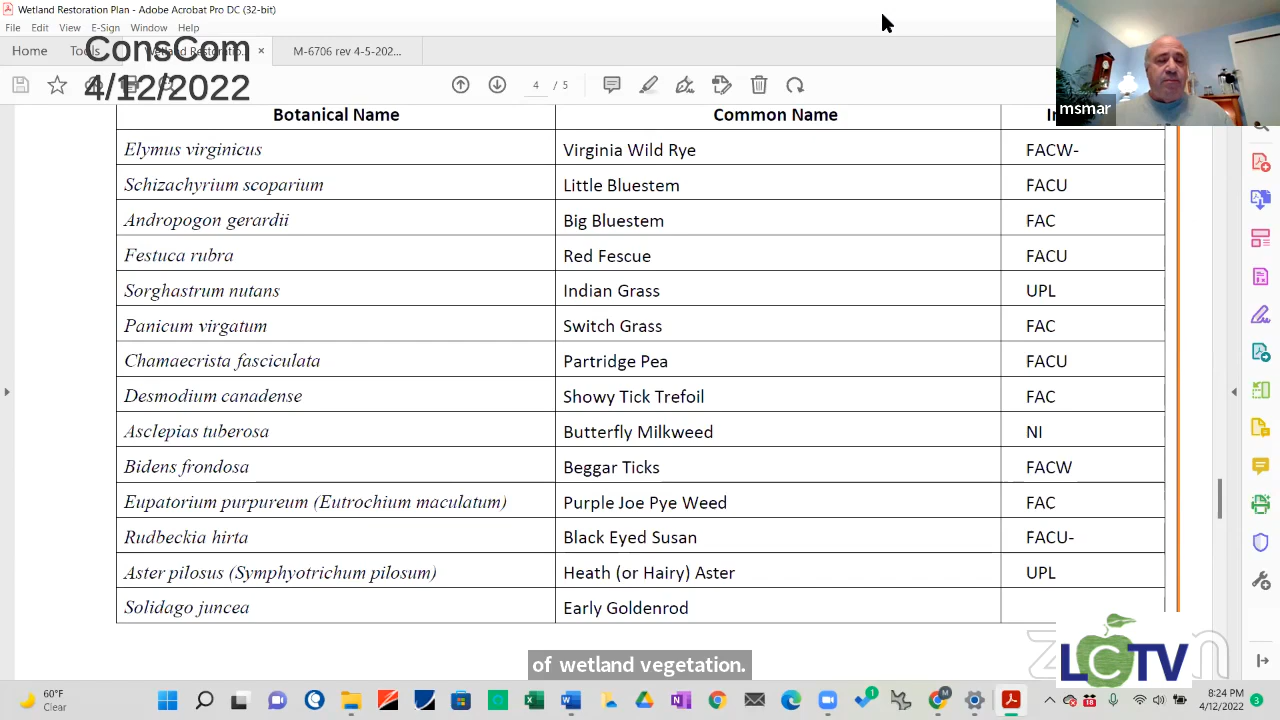 Wetland Restoration Plan - Adobe Acrobat Pro DC (32-bit)
File Edit View E-Sign Window Help
Home Tools Wetland Restoratio... × M-6706 rev 4-5-202...
ConsCom
4/12/2022
4 / 5
msmar
Botanical Name Common Name
Elymus virginicus Virginia Wild Rye FACW-
Schizachyrium scoparium Little Bluestem FACU
Andropogon gerardii Big Bluestem FAC
Festuca rubra Red Fescue FACU
Sorghastrum nutans Indian Grass UPL
Panicum virgatum Switch Grass FAC
Chamaecrista fasciculata Partridge Pea FACU
Desmodium canadense Showy Tick Trefoil FAC
Asclepias tuberosa Butterfly Milkweed NI
Bidens frondosa Beggar Ticks FACW
Eupatorium purpureum (Eutrochium maculatum) Purple Joe Pye Weed FAC
Rudbeckia hirta Black Eyed Susan FACU-
Aster pilosus (Symphyotrichum pilosum) Heath (or Hairy) Aster UPL
Solidago juncea Early Goldenrod
of wetland vegetation.
LCTV
60°F
Clear
8:24 PM
4/12/2022